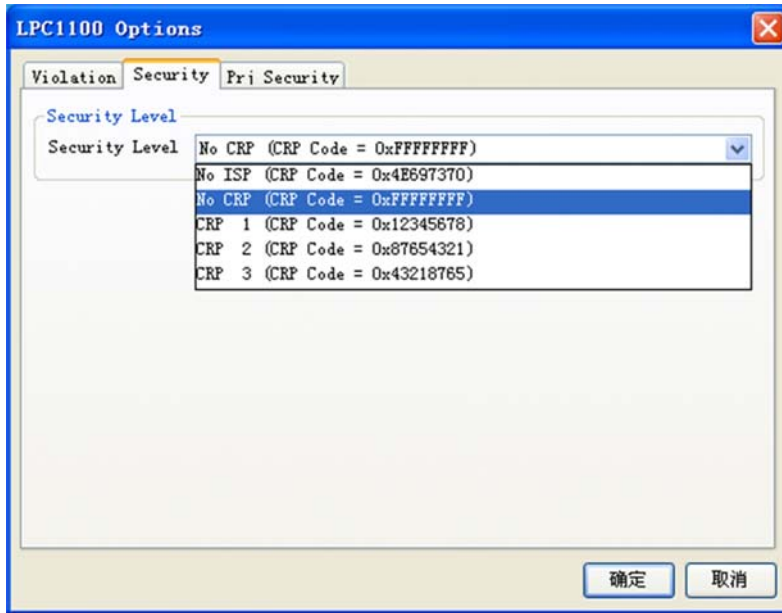 LPC1100 Options
Violation Security Pri Security
Security Level
Security Level No CRP (CRP Code = 0xFFFFFFFF)
No ISP (CRP Code = 0x4E697370)
No CRP (CRP Code = 0xFFFFFFFF)
CRP 1 (CRP Code = 0x12345678)
CRP 2 (CRP Code = 0x87654321)
CRP 3 (CRP Code = 0x43218765)
确定 取消